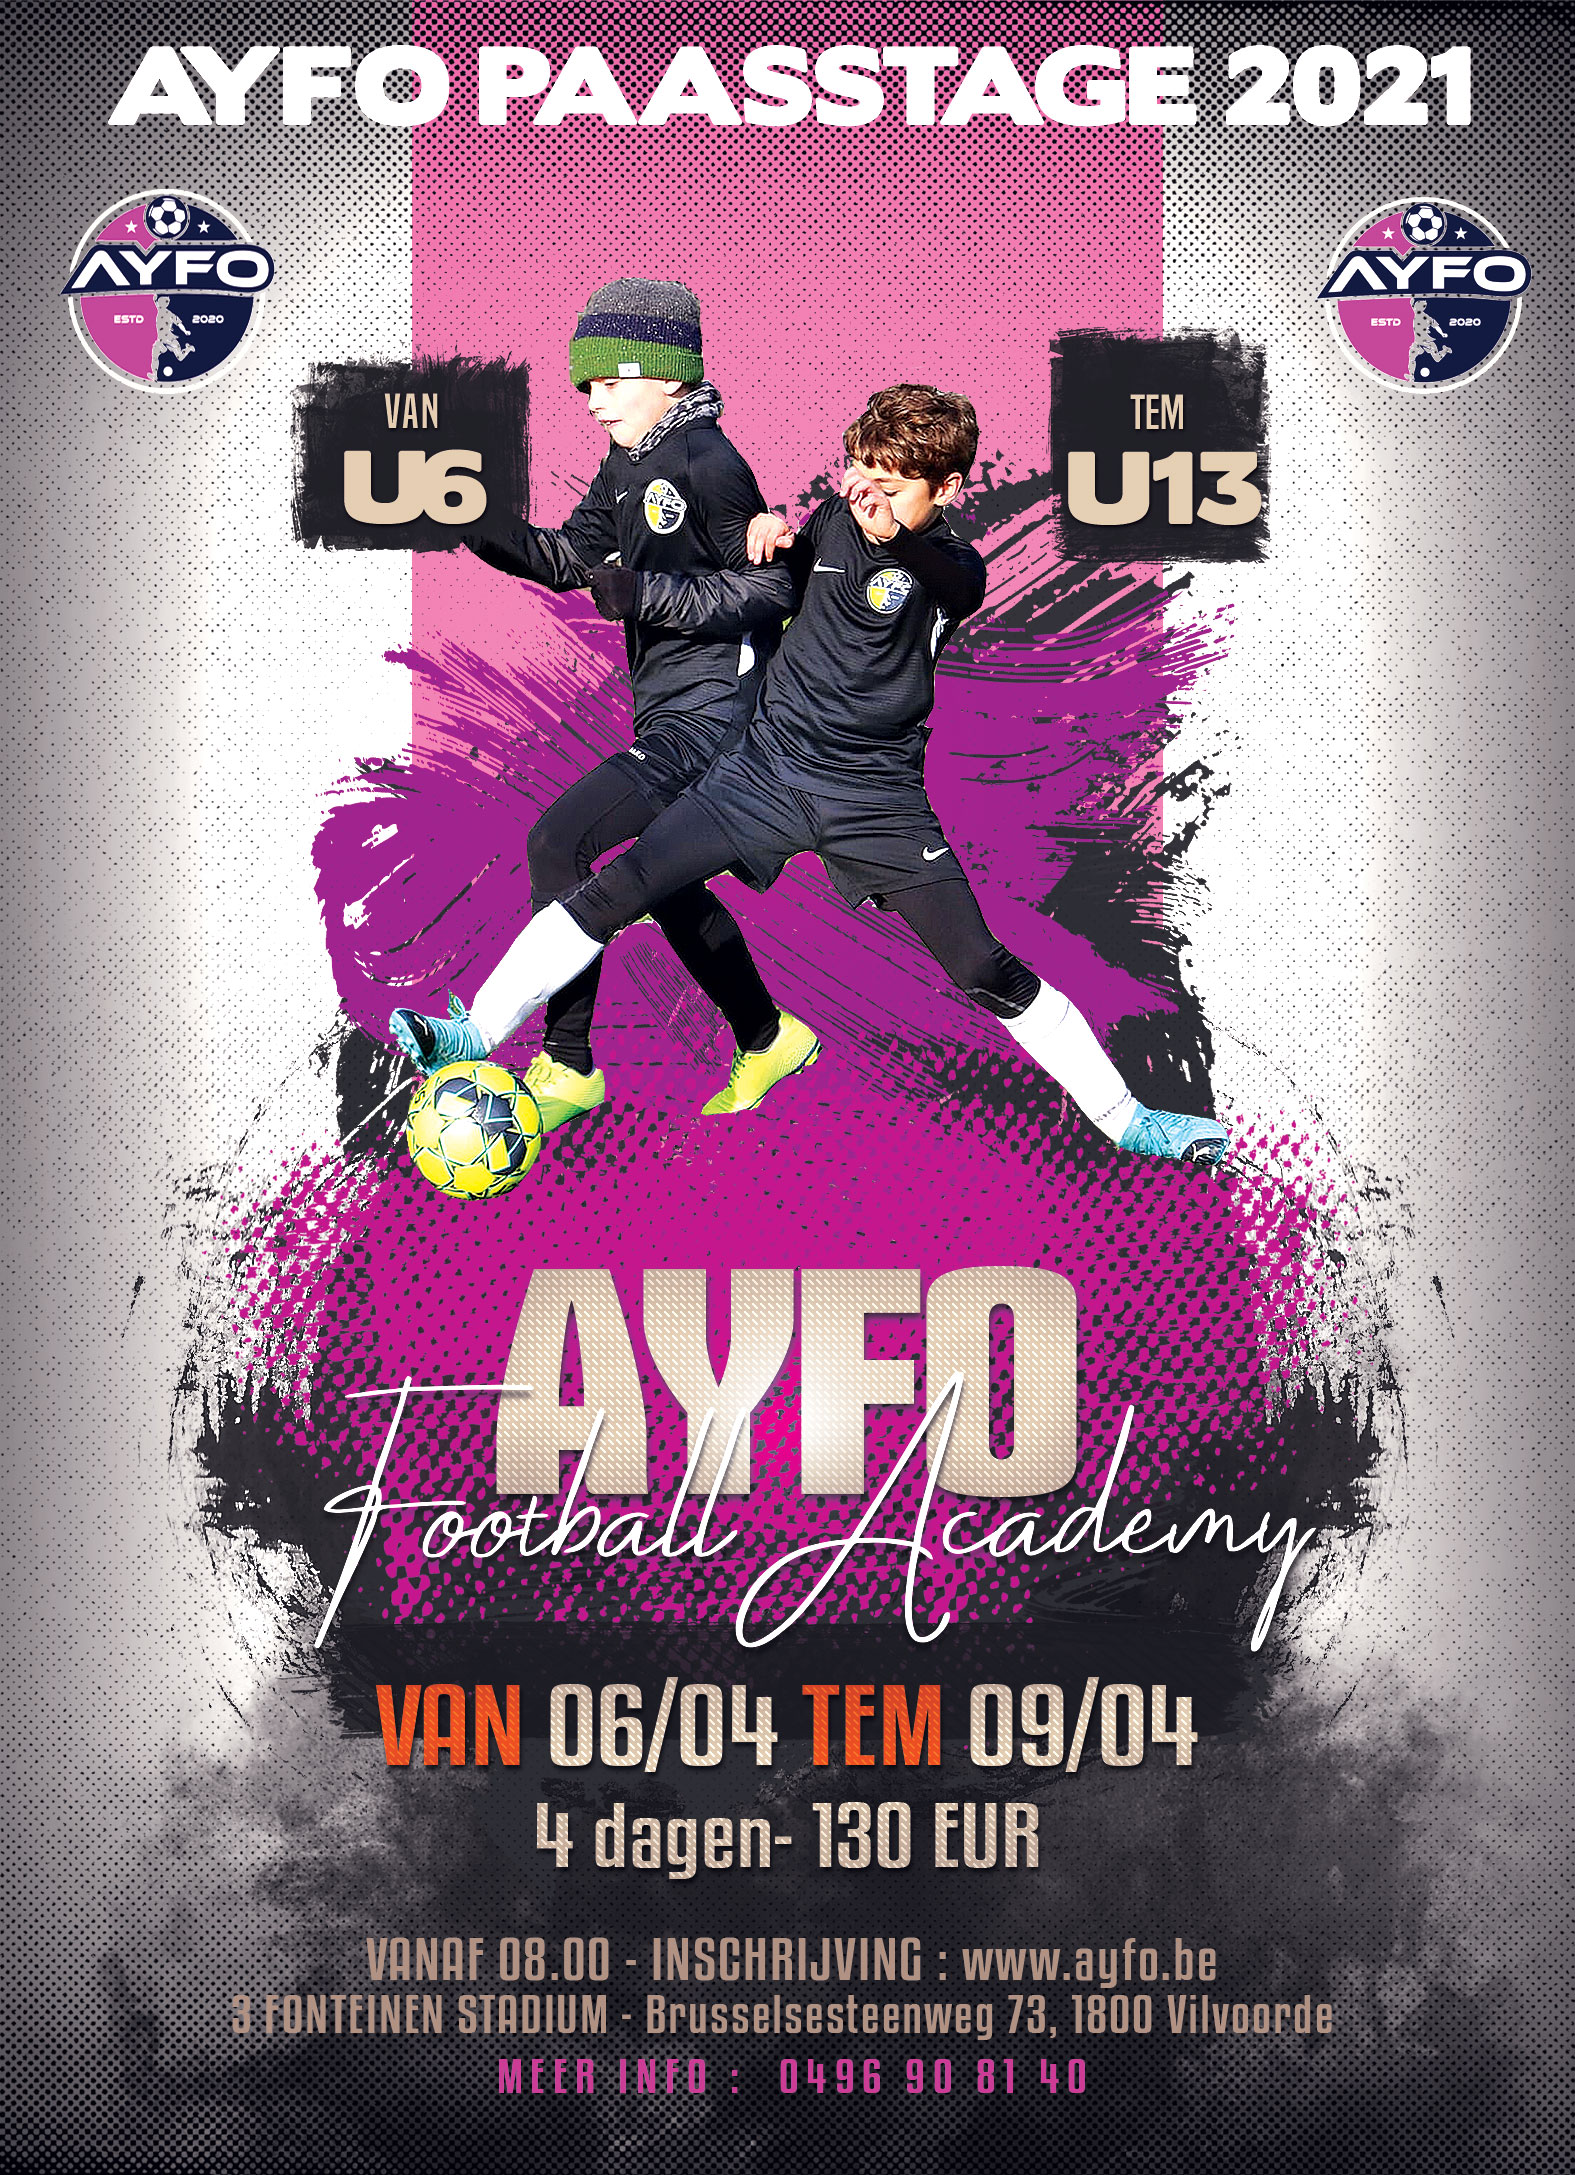 AYFO PAASSTAGE 2021
AYFO
ESTD 2020
AYFO
ESTD 2020
VAN
U6
TEM
U13
AYFO
AYFO
AYFO
Football Academy
VAN 06/04 TEM 09/04
4 dagen- 130 EUR
VANAF 08.00 - INSCHRIJVING : www.ayfo.be
3 FONTEINEN STADIUM - Brusselsesteenweg 73, 1800 Vilvoorde
MEER INFO : 0496 90 81 40